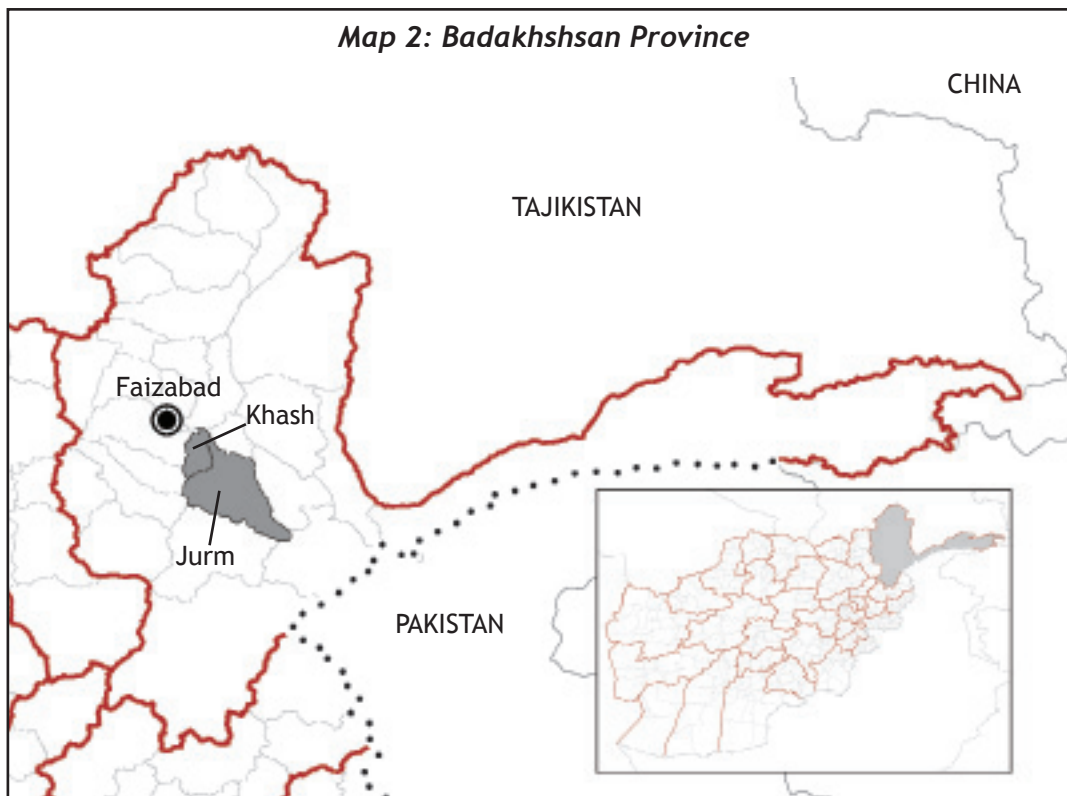 Map 2: Badakhshsan Province
CHINA
TAJIKISTAN
Faizabad
Khash
Jurm
PAKISTAN